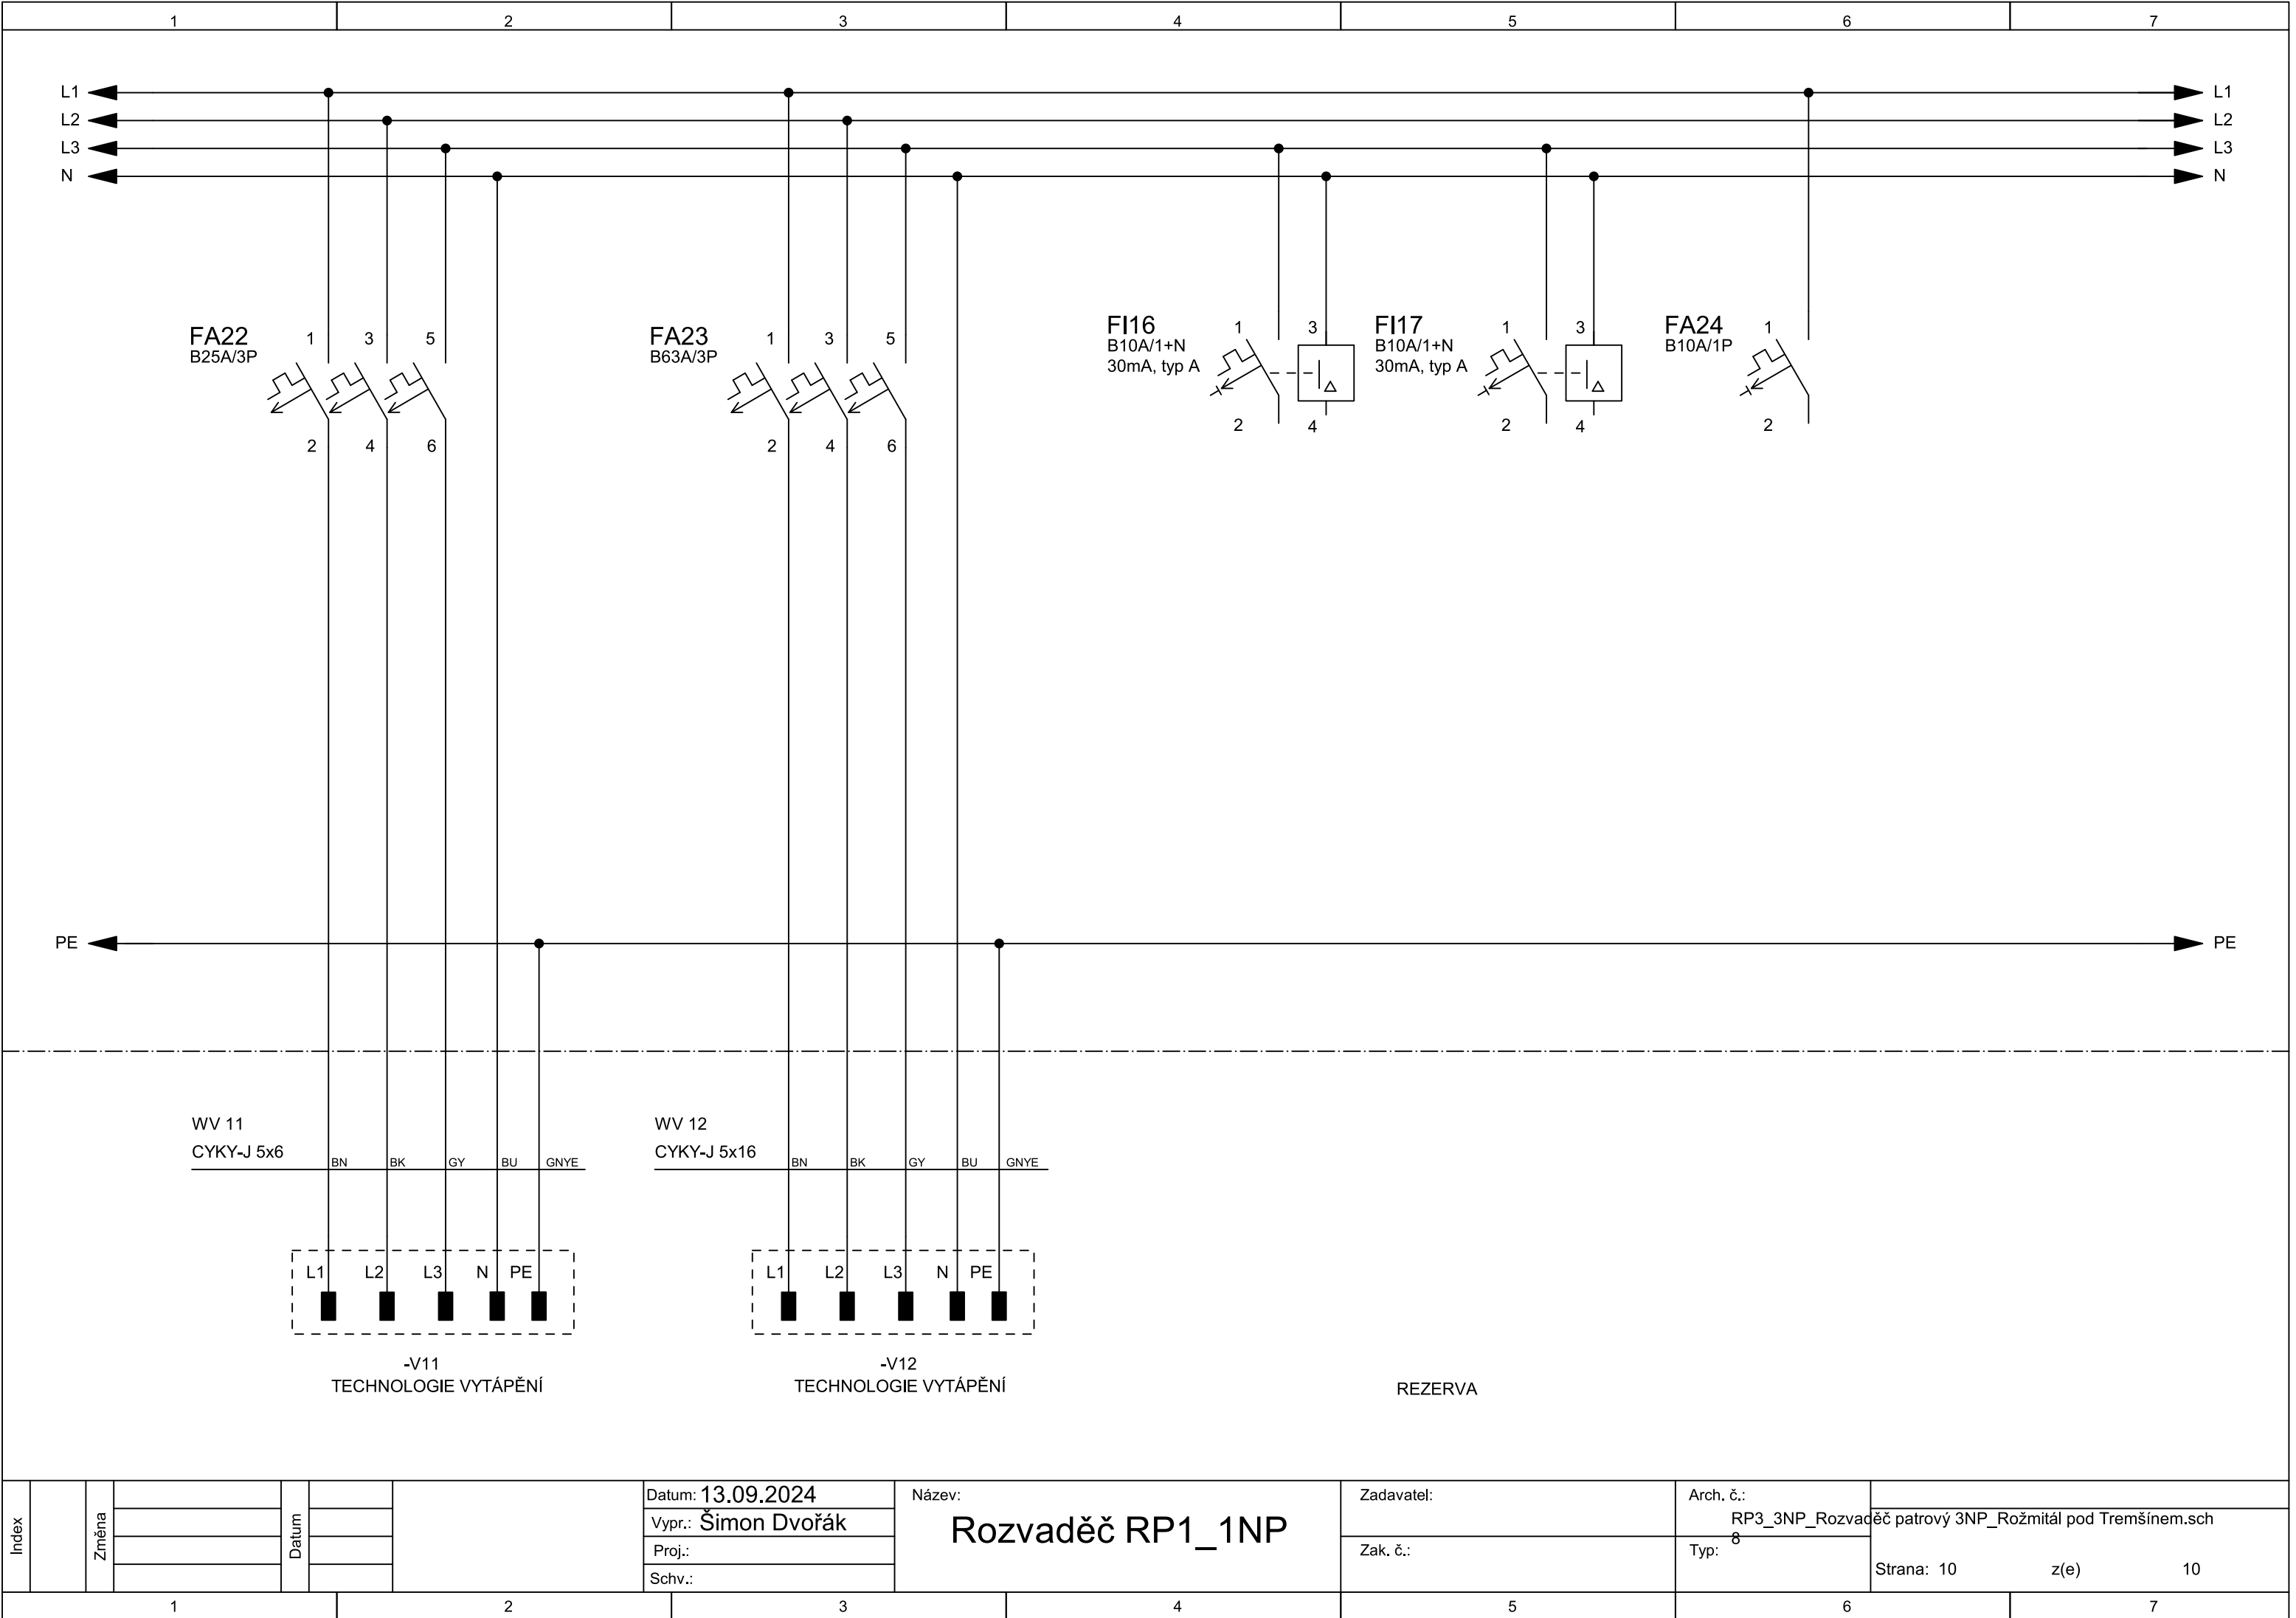 1 2 3 4 5 6 7
L1 L1
L2 L2
L3 L3
N N
FA22
B25A/3P
1 3 5
2 4 6
FA23
B63A/3P
1 3 5
2 4 6
FI16
B10A/1+N
30mA, typ A
1 3
2 4
FI17
B10A/1+N
30mA, typ A
1 3
2 4
FA24
B10A/1P
1
2
PE PE
WV 11
CYKY-J 5x6
BN BK GY BU GNYE
WV 12
CYKY-J 5x16
BN BK GY BU GNYE
L1 L2 L3 N PE
L1 L2 L3 N PE
-V11
TECHNOLOGIE VYTÁPĚNÍ
-V12
TECHNOLOGIE VYTÁPĚNÍ
REZERVA
Index
Změna
Datum
Datum: 13.09.2024
Vypr.: Šimon Dvořák
Proj.:
Schv.:
Název:
Rozvaděč RP1_1NP
Zadavatel:
Zak. č.:
Arch. č.:
RP3_3NP_Rozvaděč patrový 3NP_Rožmitál pod Tremšínem.sch
8
Typ:
Strana: 10 z(e) 10
1 2 3 4 5 6 7